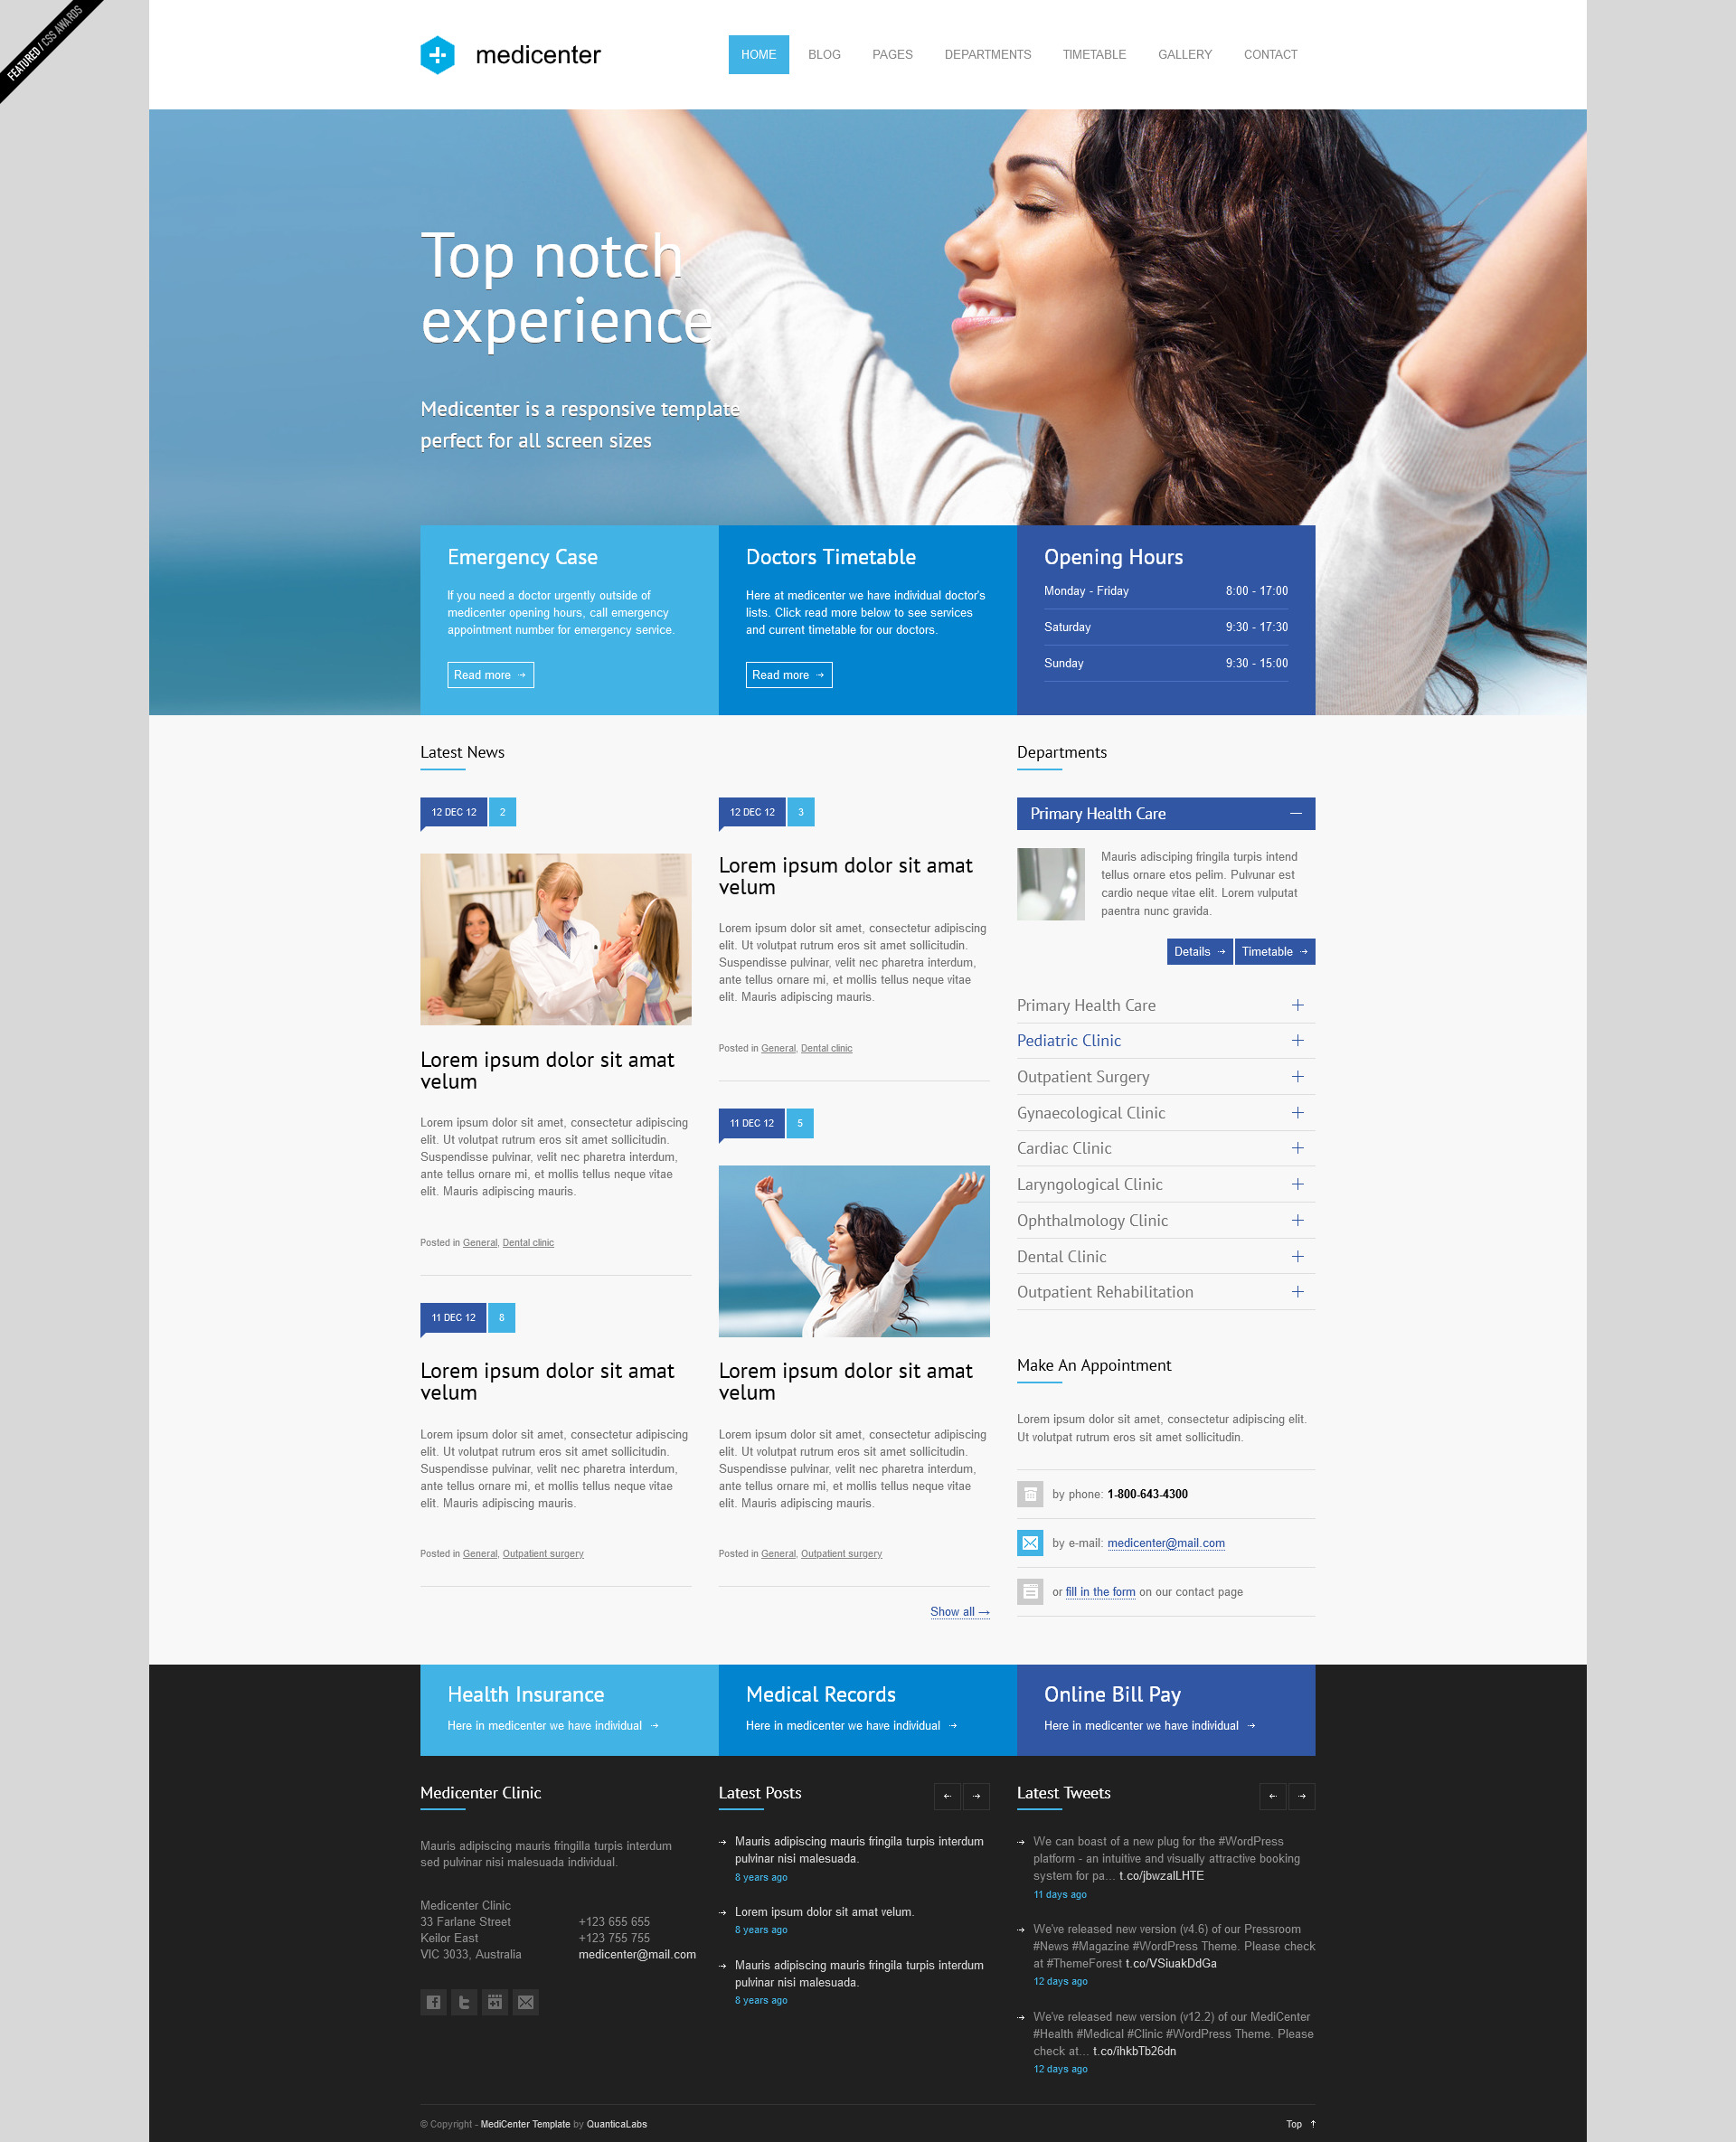 FEATURED / CSS AWARDS
medicenter
HOME BLOG PAGES DEPARTMENTS TIMETABLE GALLERY CONTACT
Top notch
experience
Medicenter is a responsive template
perfect for all screen sizes
Emergency Case
If you need a doctor urgently outside of
medicenter opening hours, call emergency
appointment number for emergency service.
Read more
Doctors Timetable
Here at medicenter we have individual doctor's
lists. Click read more below to see services
and current timetable for our doctors.
Read more
Opening Hours
Monday - Friday 8:00 - 17:00
Saturday 9:30 - 17:30
Sunday 9:30 - 15:00
Latest News
12 DEC 12 2
Lorem ipsum dolor sit amat
velum
Lorem ipsum dolor sit amet, consectetur adipiscing
elit. Ut volutpat rutrum eros sit amet sollicitudin.
Suspendisse pulvinar, velit nec pharetra interdum,
ante tellus ornare mi, et mollis tellus neque vitae
elit. Mauris adipiscing mauris.
Posted in General, Dental clinic
11 DEC 12 8
Lorem ipsum dolor sit amat
velum
Lorem ipsum dolor sit amet, consectetur adipiscing
elit. Ut volutpat rutrum eros sit amet sollicitudin.
Suspendisse pulvinar, velit nec pharetra interdum,
ante tellus ornare mi, et mollis tellus neque vitae
elit. Mauris adipiscing mauris.
Posted in General, Outpatient surgery
12 DEC 12 3
Lorem ipsum dolor sit amat
velum
Lorem ipsum dolor sit amet, consectetur adipiscing
elit. Ut volutpat rutrum eros sit amet sollicitudin.
Suspendisse pulvinar, velit nec pharetra interdum,
ante tellus ornare mi, et mollis tellus neque vitae
elit. Mauris adipiscing mauris.
Posted in General, Dental clinic
11 DEC 12 5
Lorem ipsum dolor sit amat
velum
Lorem ipsum dolor sit amet, consectetur adipiscing
elit. Ut volutpat rutrum eros sit amet sollicitudin.
Suspendisse pulvinar, velit nec pharetra interdum,
ante tellus ornare mi, et mollis tellus neque vitae
elit. Mauris adipiscing mauris.
Posted in General, Outpatient surgery
Show all →
Departments
Primary Health Care
Mauris adisciping fringila turpis intend
tellus ornare etos pelim. Pulvunar est
cardio neque vitae elit. Lorem vulputat
paentra nunc gravida.
Details Timetable
Primary Health Care
Pediatric Clinic
Outpatient Surgery
Gynaecological Clinic
Cardiac Clinic
Laryngological Clinic
Ophthalmology Clinic
Dental Clinic
Outpatient Rehabilitation
Make An Appointment
Lorem ipsum dolor sit amet, consectetur adipiscing elit.
Ut volutpat rutrum eros sit amet sollicitudin.
by phone: 1-800-643-4300
by e-mail: medicenter@mail.com
or fill in the form on our contact page
Health Insurance
Here in medicenter we have individual
Medical Records
Here in medicenter we have individual
Online Bill Pay
Here in medicenter we have individual
Medicenter Clinic
Mauris adipiscing mauris fringilla turpis interdum
sed pulvinar nisi malesuada individual.
Medicenter Clinic
33 Farlane Street +123 655 655
Keilor East +123 755 755
VIC 3033, Australia medicenter@mail.com
Latest Posts
Mauris adipiscing mauris fringila turpis interdum
pulvinar nisi malesuada.
8 years ago
Lorem ipsum dolor sit amat velum.
8 years ago
Mauris adipiscing mauris fringila turpis interdum
pulvinar nisi malesuada.
8 years ago
Latest Tweets
We can boast of a new plug for the #WordPress
platform - an intuitive and visually attractive booking
system for pa... t.co/jbwzalLHTE
11 days ago
We've released new version (v4.6) of our Pressroom
#News #Magazine #WordPress Theme. Please check
at #ThemeForest t.co/VSiuakDdGa
12 days ago
We've released new version (v12.2) of our MediCenter
#Health #Medical #Clinic #WordPress Theme. Please
check at... t.co/ihkbTb26dn
12 days ago
© Copyright - MediCenter Template by QuanticaLabs
Top